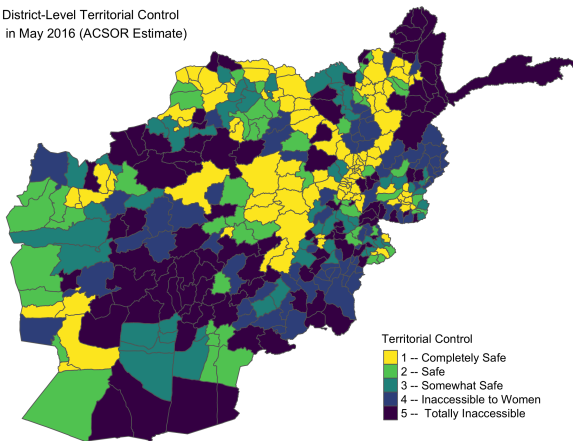 District-Level Territorial Control
in May 2016 (ACSOR Estimate)
Territorial Control
1 -- Completely Safe
2 -- Safe
3 -- Somewhat Safe
4 -- Inaccessible to Women
5 -- Totally Inaccessible